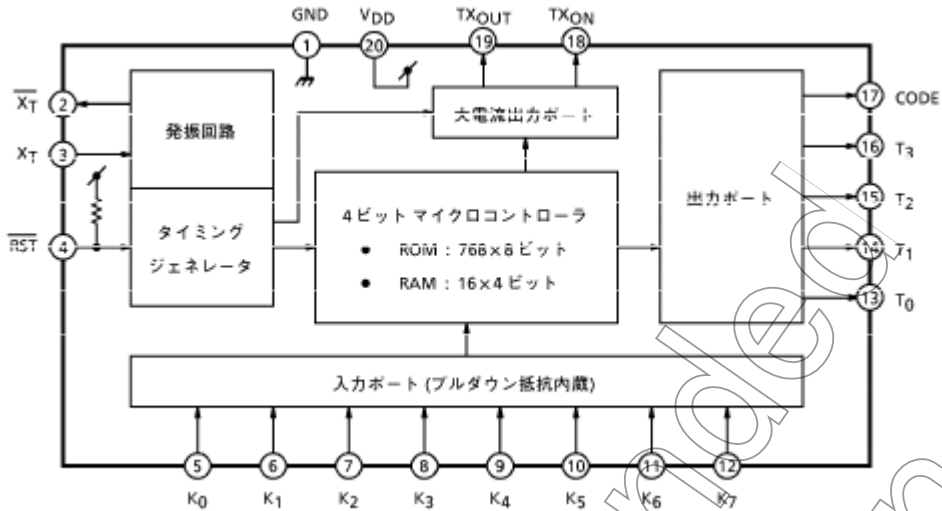 GND
VDD
TXOUT
TXON
1
20
19
18
XT
2
発振回路
大電流出力ポート
17
CODE
XT
3
16
T3
4ビット マイクロコントローラ
出力ポート
15
T2
RST
4
タイミング
ジェネレータ
ROM : 768×8 ビット
14
T1
RAM : 16×4 ビット
13
T0
入力ポート (プルダウン抵抗内蔵)
5
6
7
8
9
10
11
12
K0
K1
K2
K3
K4
K5
K6
K7